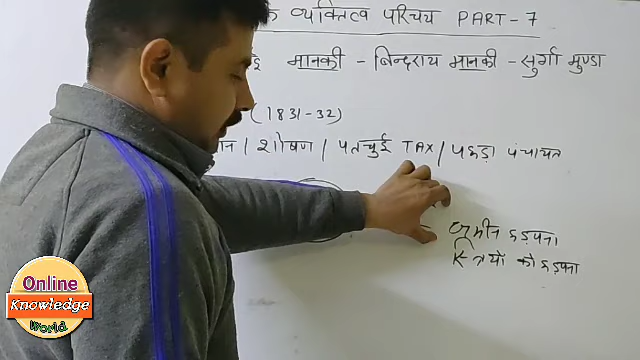 व्यक्तित्व परिचय PART-7
मानकी - बिन्दराय मानकी - सुर्गा मुण्डा
(1831-32)
शोषण / पतचुई TAX / पड़हा पंचायत
जमीन हड़पना
को हड़पना
Online
Knowledge
World